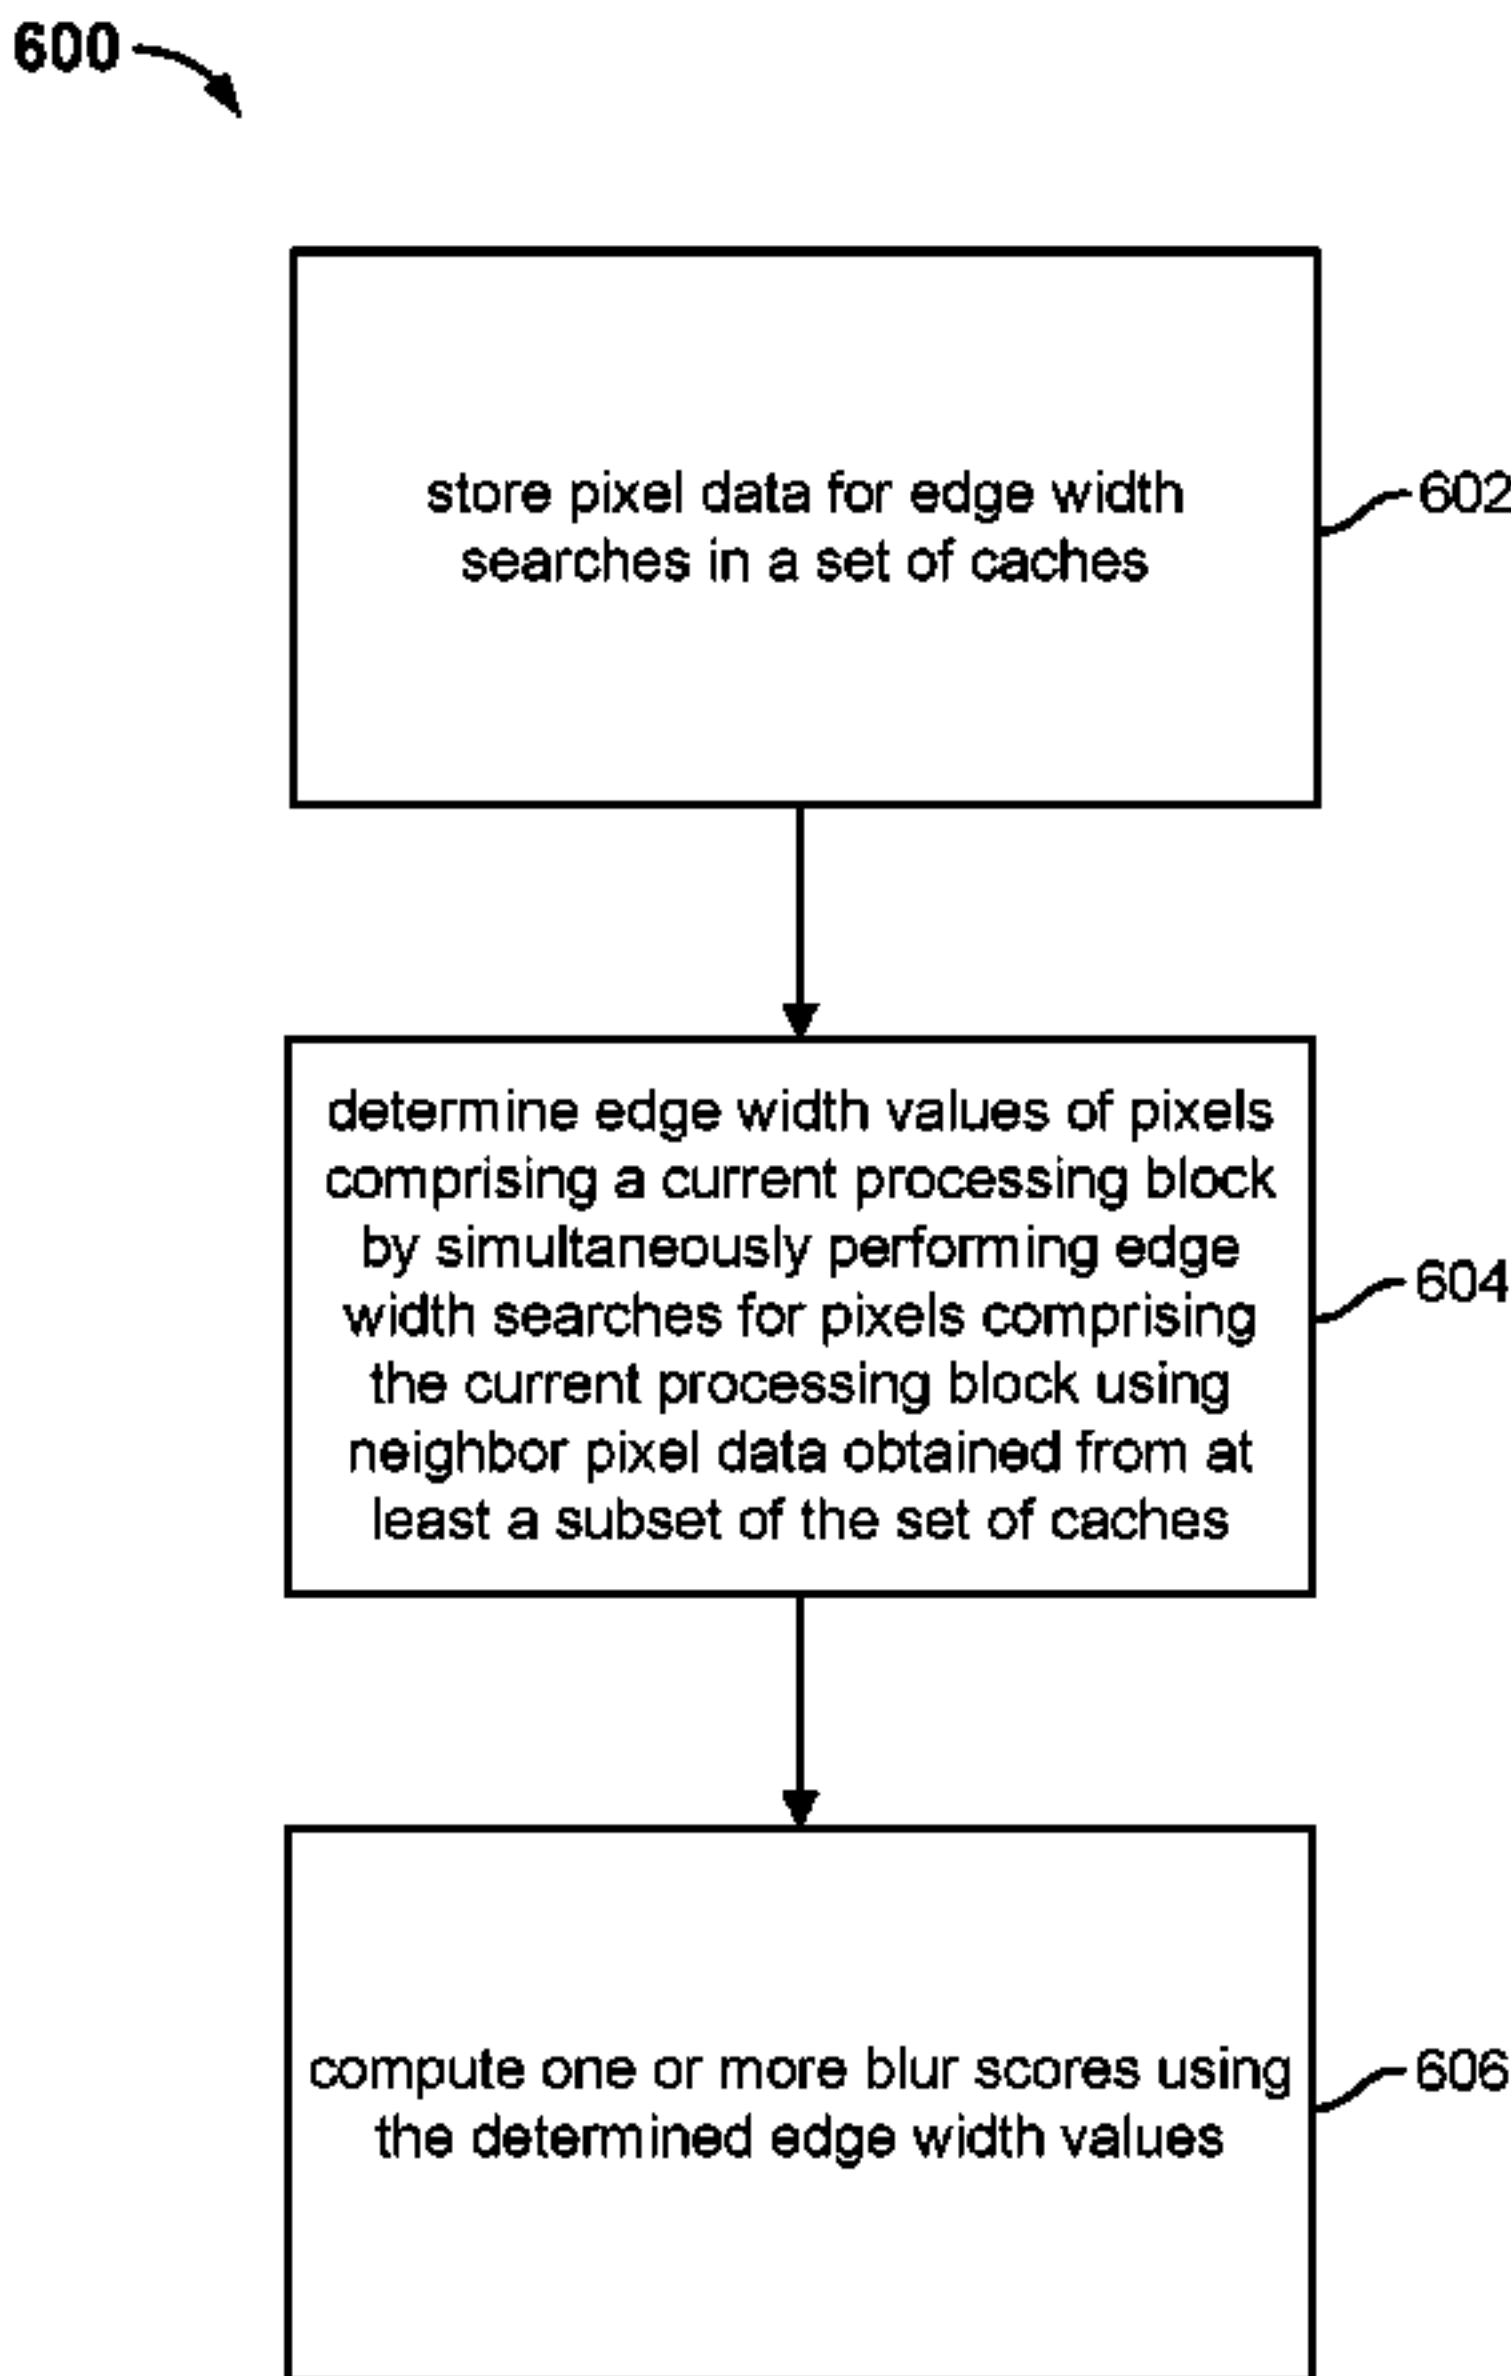 600
store pixel data for edge width
searches in a set of caches
602
determine edge width values of pixels
comprising a current processing block
by simultaneously performing edge
width searches for pixels comprising
the current processing block using
neighbor pixel data obtained from at
least a subset of the set of caches
604
compute one or more blur scores using
the determined edge width values
606